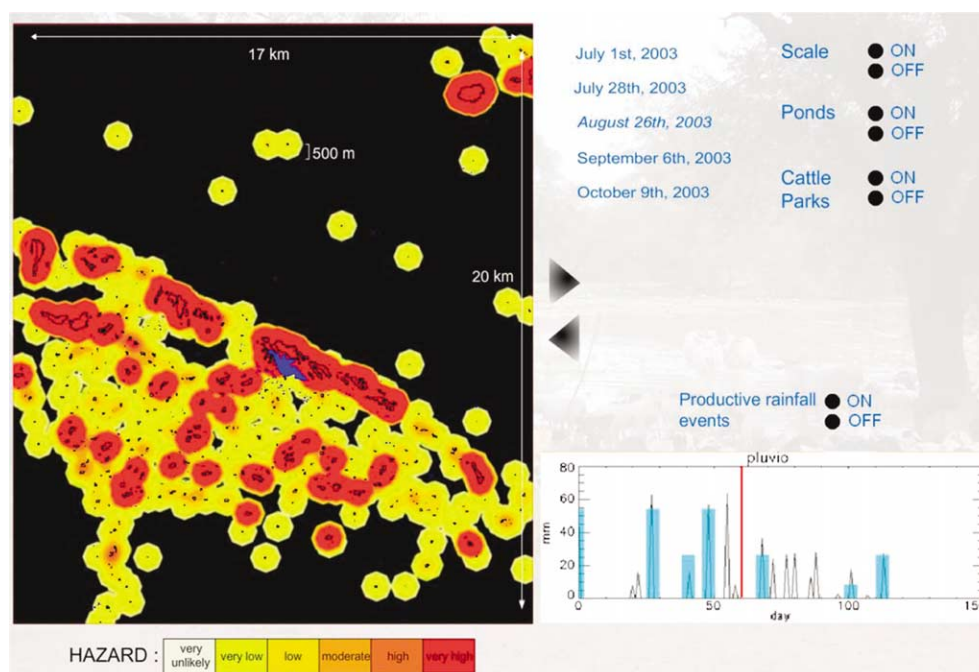 17 km
500 m
20 km
July 1st, 2003
July 28th, 2003
August 26th, 2003
September 6th, 2003
October 9th, 2003
Scale
ON
OFF
Ponds
ON
OFF
Cattle
Parks
ON
OFF
Productive rainfall
events
ON
OFF
pluvio
80
60
40
20
0
mm
0
50
100
15
day
HAZARD :
very
unlikely
very low
low
moderate
high
very high